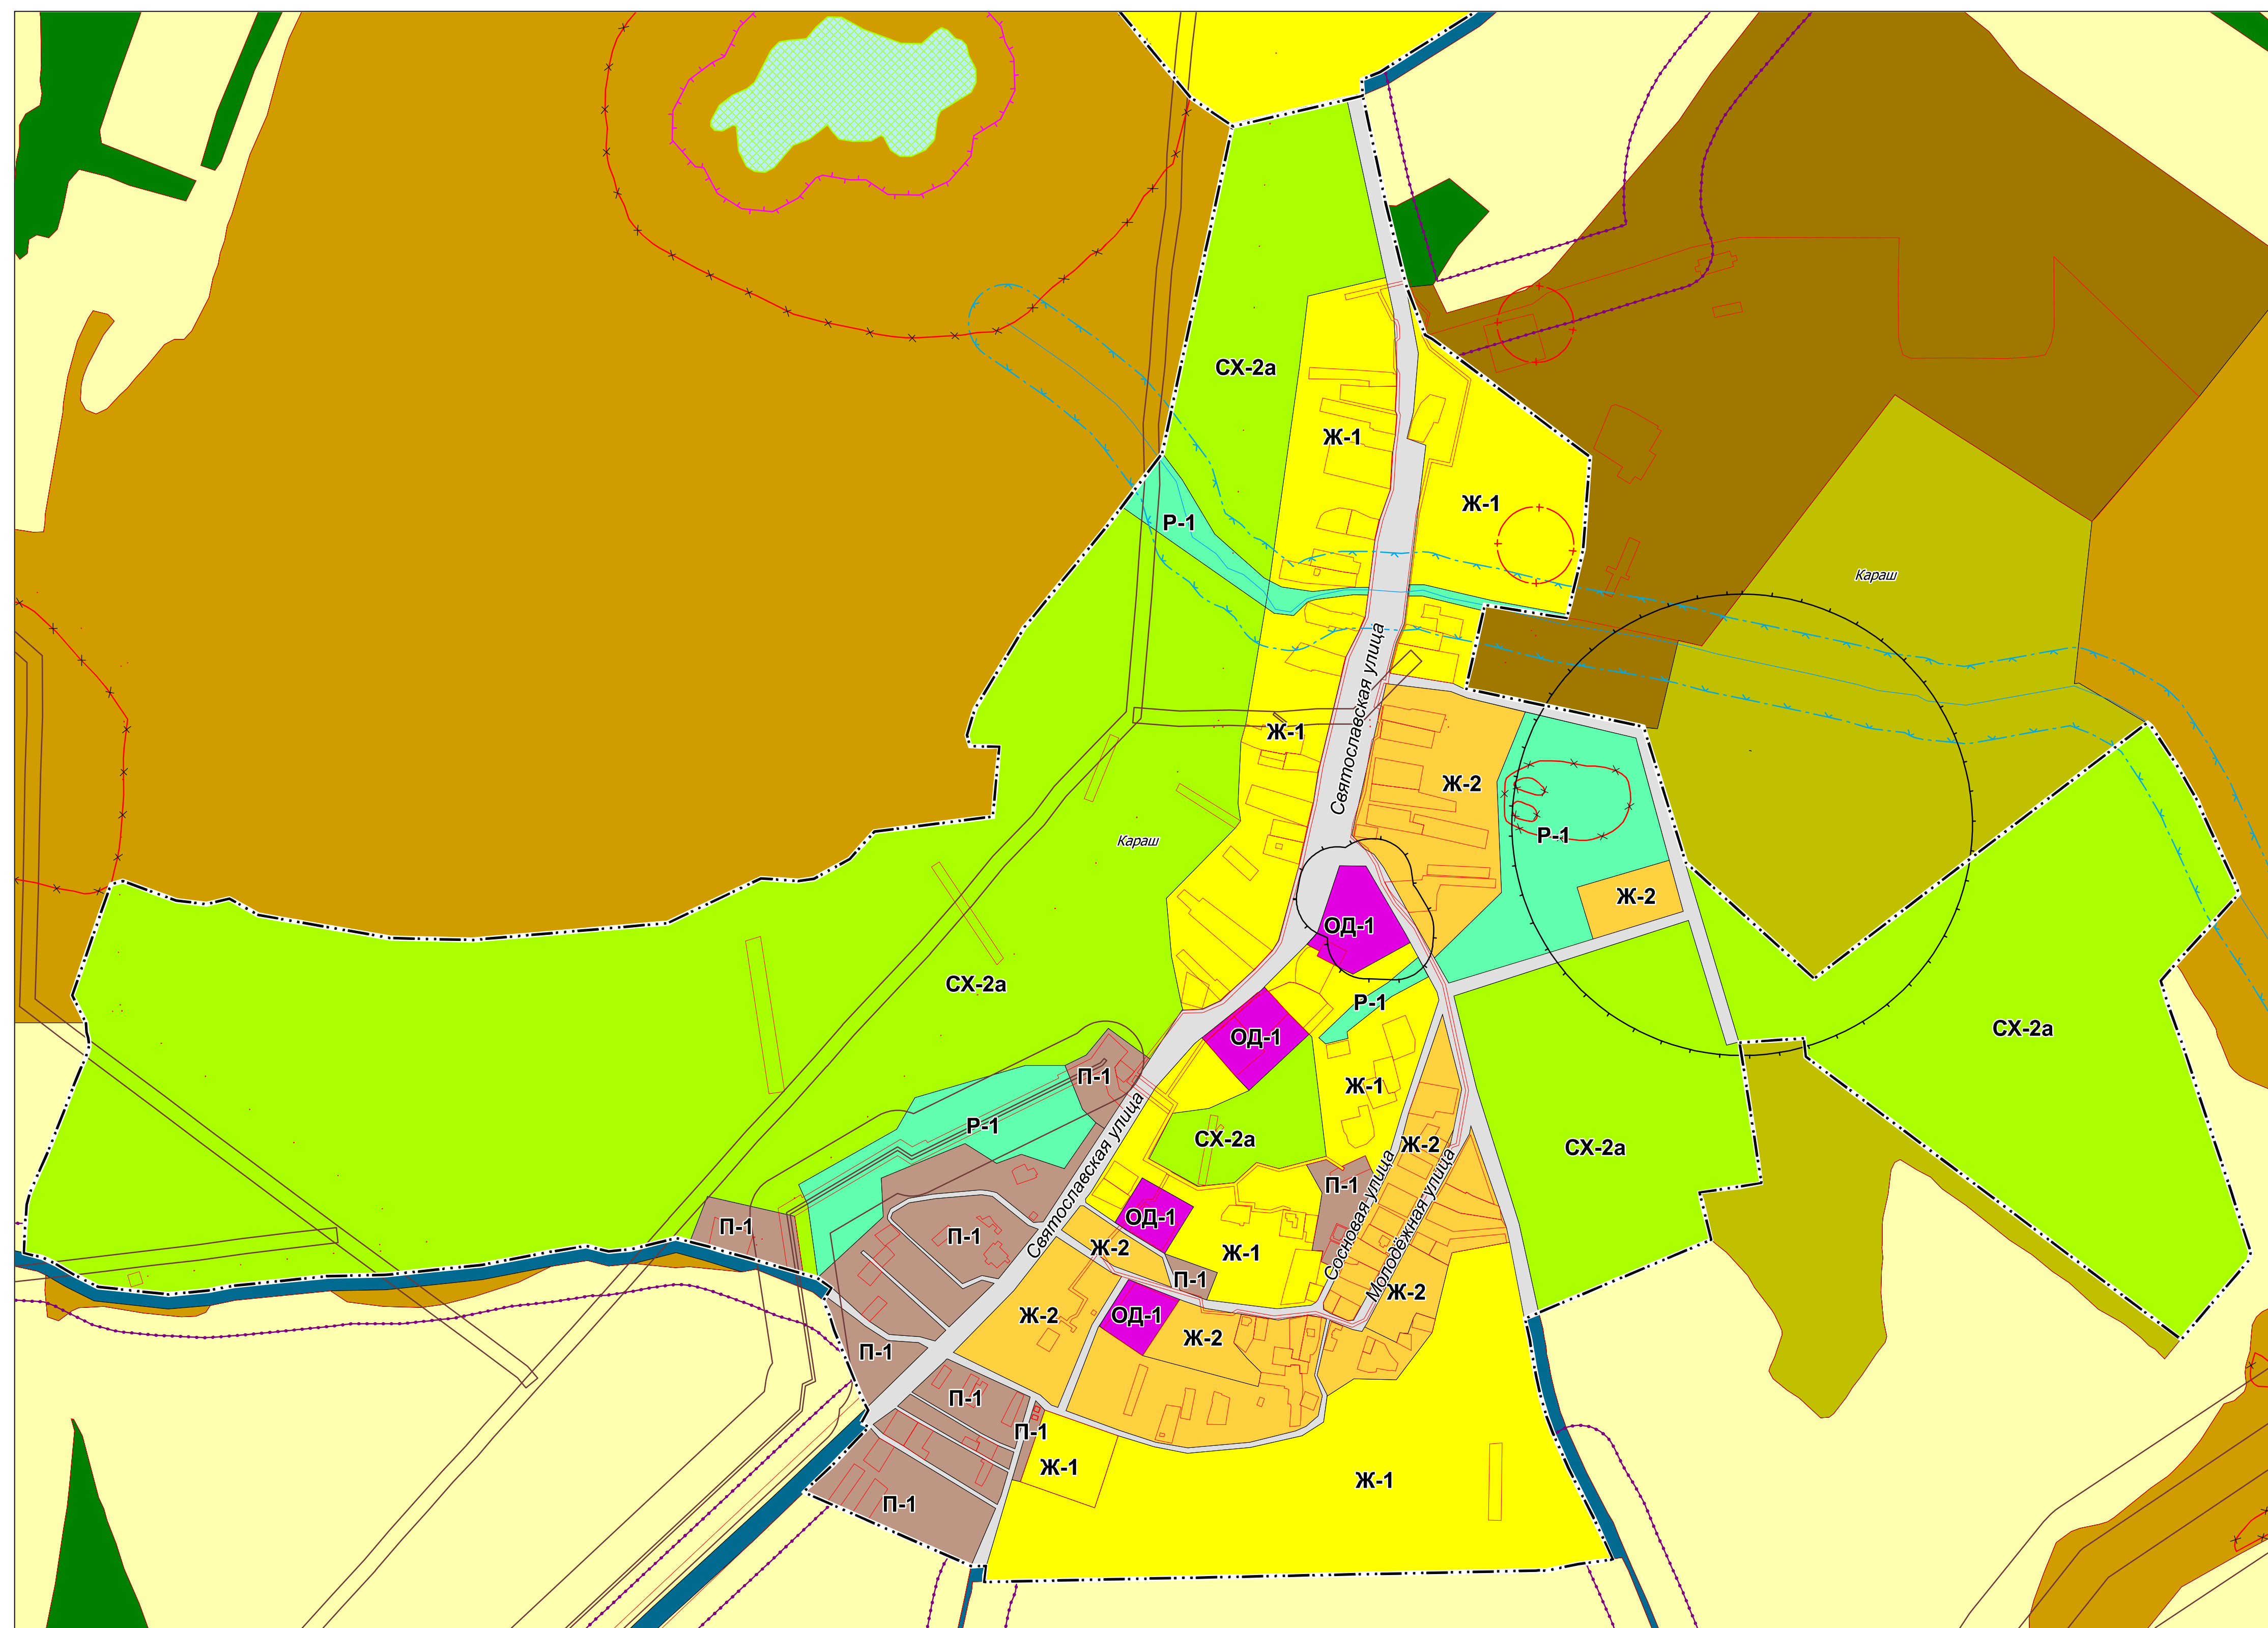 СХ-2а
Ж-1
Ж-1
Р-1
Караш
Святославская улица
Ж-1
Ж-2
Р-1
Караш
Ж-2
ОД-1
СХ-2а
Р-1
СХ-2а
ОД-1
П-1
Ж-1
Р-1
СХ-2а
Ж-2
СХ-2а
Святославская улица
П-1
Сосновая улица
Молодёжная улица
ОД-1
П-1
П-1
Ж-2
Ж-1
П-1
Ж-2
Ж-2
ОД-1
Ж-2
П-1
П-1
П-1
Ж-1
Ж-1
П-1